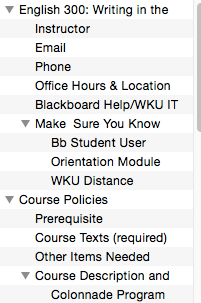 English 300: Writing in the
Instructor
Email
Phone
Office Hours & Location
Blackboard Help/WKU IT
Make  Sure You Know
Bb Student User
Orientation Module
WKU Distance
Course Policies
Prerequisite
Course Texts (required)
Other Items Needed
Course Description and
Colonnade Program